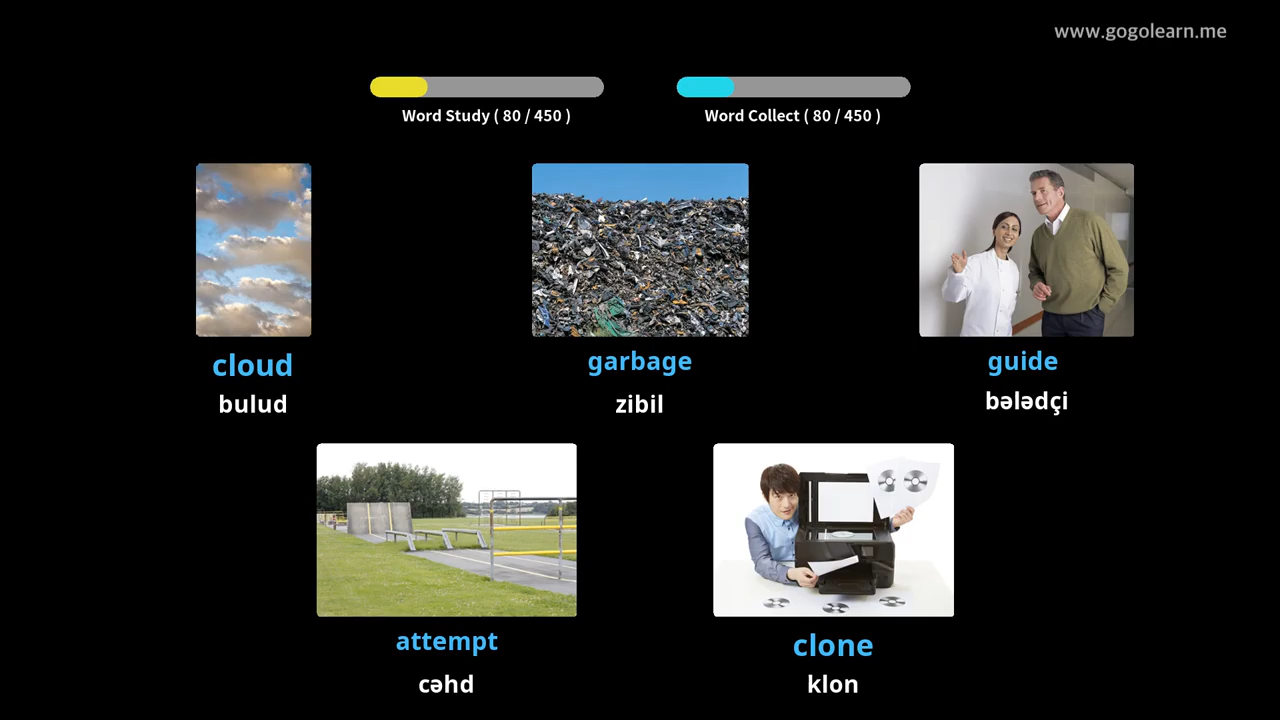 www.gogolearn.me
Word Study ( 80 / 450 )
Word Collect ( 80 / 450 )
cloud
bulud
garbage
zibil
guide
bələdçi
attempt
cəhd
clone
klon